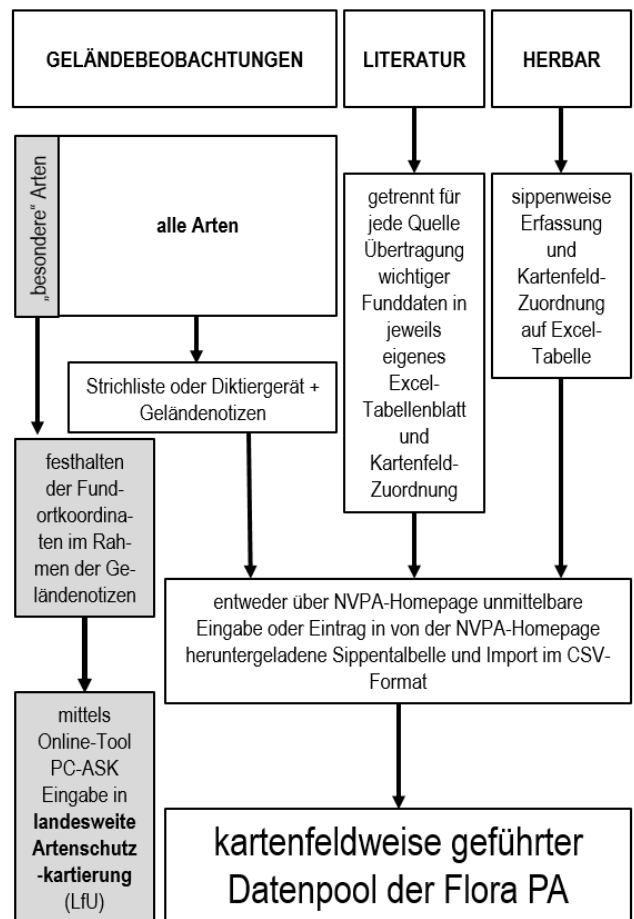 GELÄNDEBEOBACHTUNGEN
LITERATUR
HERBAR
„besondere“ Arten
alle Arten
getrennt für
jede Quelle
Übertragung
wichtiger
Funddaten in
jeweils
eigenes
Excel-
Tabellenblatt
und
Kartenfeld-
Zuordnung
sippenweise
Erfassung
und
Kartenfeld-
Zuordnung
auf Excel-
Tabelle
Strichliste oder Diktiergerät +
Geländenotizen
festhalten
der Fund-
ortkoordina-
ten im Rah-
men der Ge-
ländenotizen
entweder über NVPA-Homepage unmittelbare
Eingabe oder Eintrag in von der NVPA-Homepage
heruntergeladene Sippentalbelle und Import im CSV-
Format
mittels
Online-Tool
PC-ASK
Eingabe in
landesweite
Artenschutz
-kartierung
(LfU)
kartenfeldweise geführter
Datenpool der Flora PA